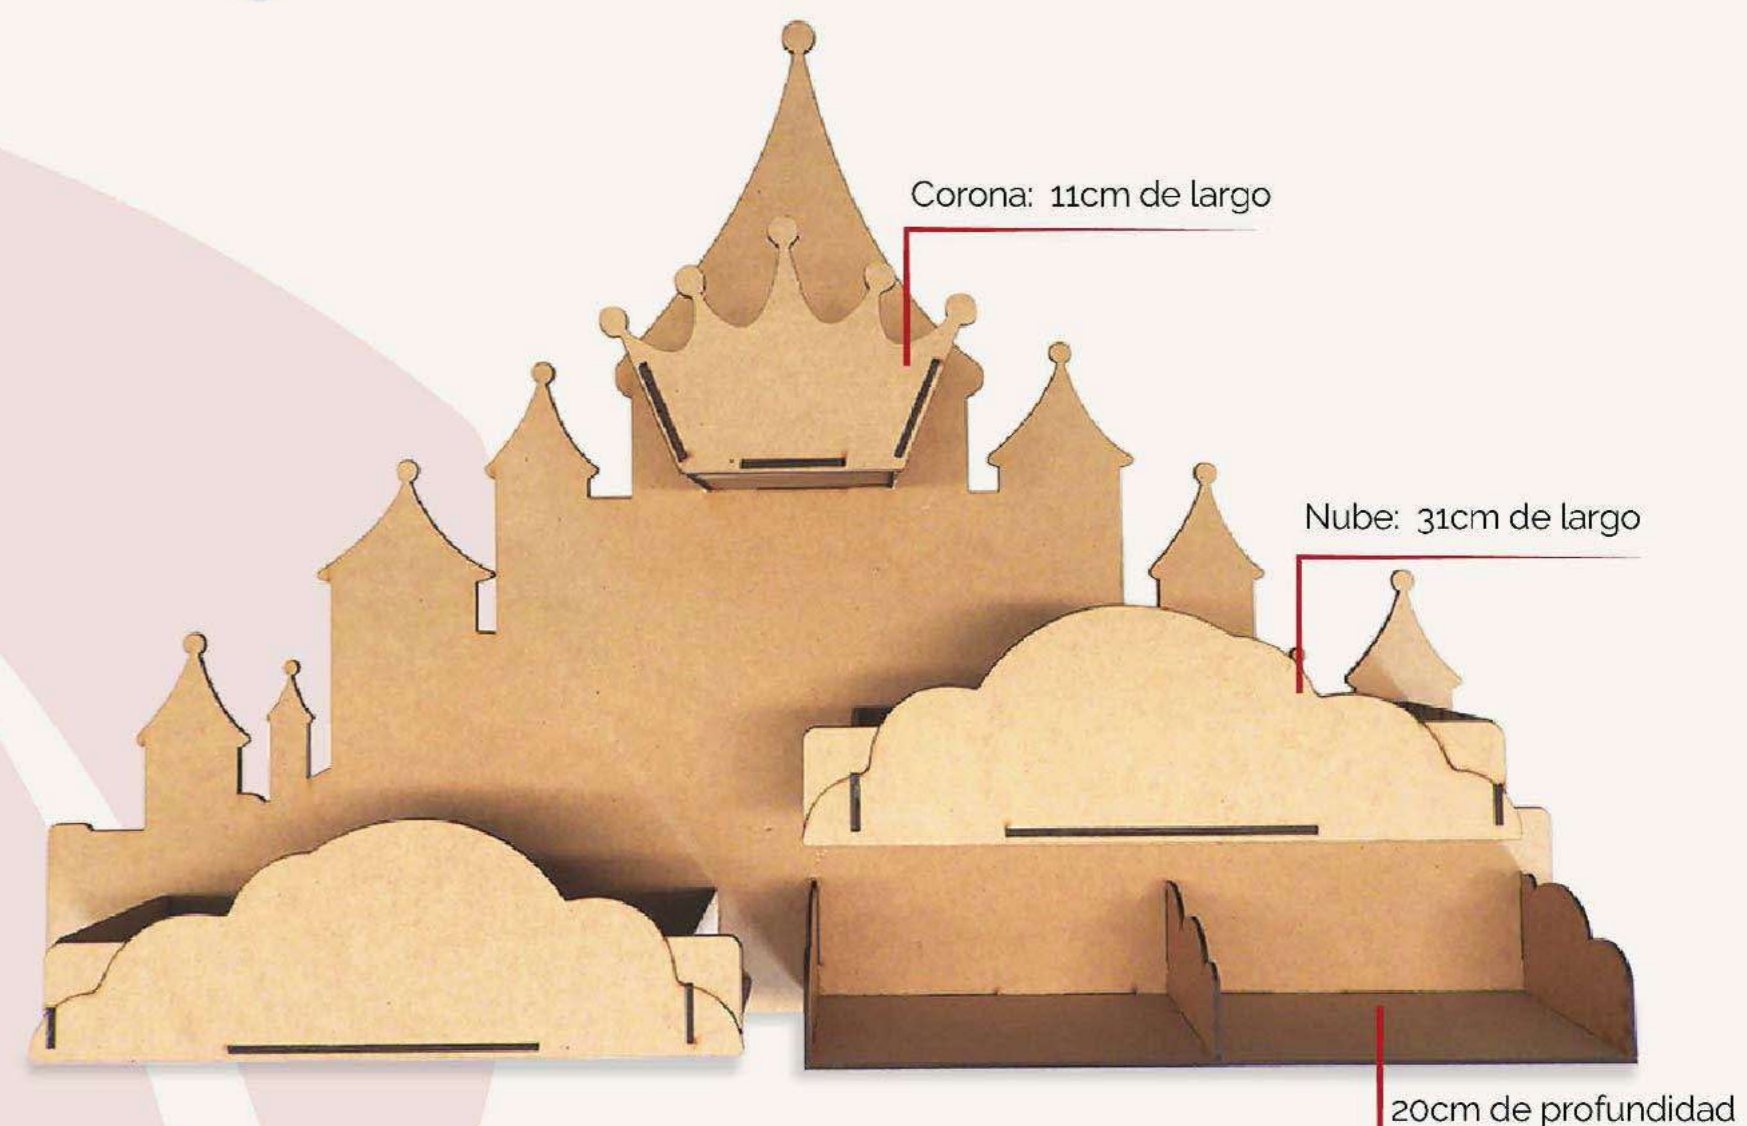 Corona: 11cm de largo
Nube: 31cm de largo
20cm de profundidad